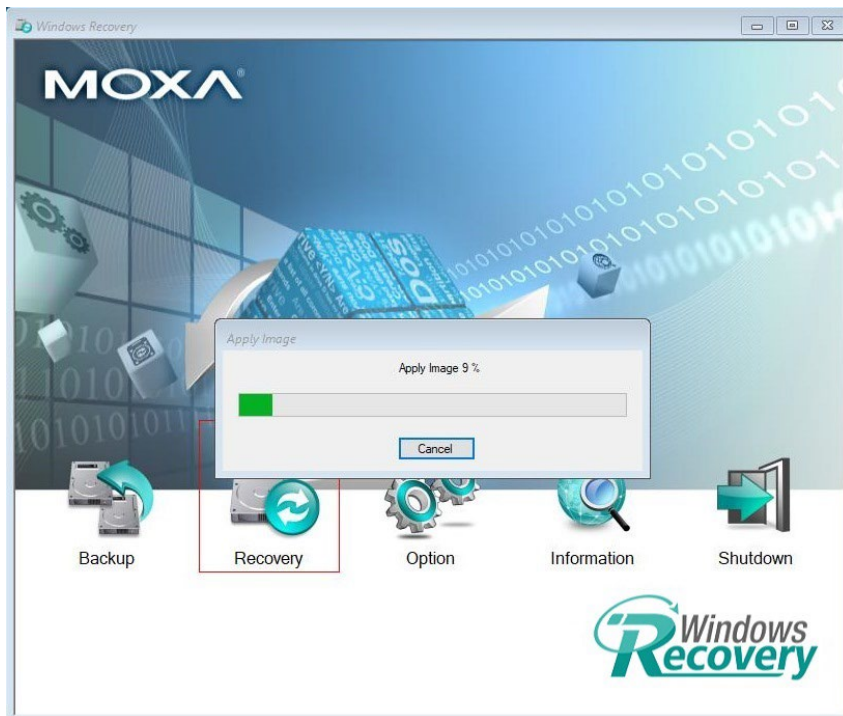 Windows Recovery
MOXA®
Apply Image
Apply Image 9 %
Cancel
Backup
Recovery
Option
Information
Shutdown
Windows
Recovery